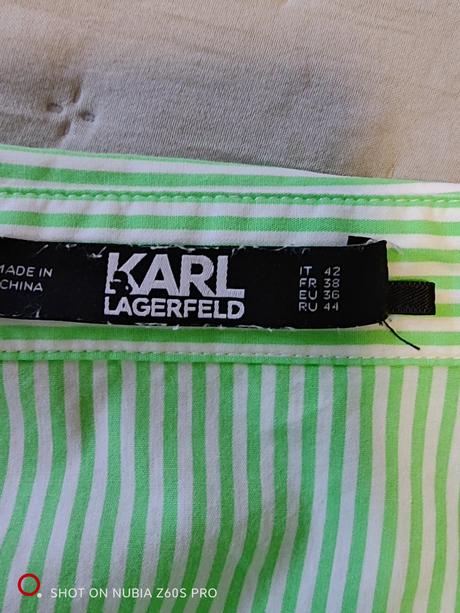 MADE IN
CHINA
KARL
LAGERFELD
IT 42
FR 38
EU 36
RU 44
SHOT ON NUBIA Z60S PRO